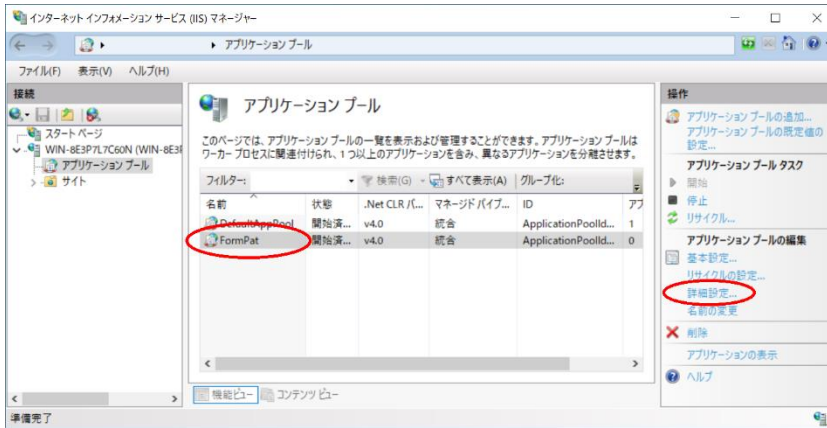 インターネット インフォメーション サービス (IIS) マネージャー
アプリケーション プール
ファイル(F) 表示(V) ヘルプ(H)
接続
スタート ページ
WIN-8E3P7L7C60N (WIN-8E3P
アプリケーション プール
サイト
アプリケーション プール
このページでは、アプリケーション プールの一覧を表示および管理することができます。アプリケーション プールは
ワーカー プロセスに関連付けられ、1 つ以上のアプリケーションを含み、異なるアプリケーションを分離させます。
フィルター: 検索(G) すべて表示(A) グループ化:
名前 状態 .Net CLR バ... マネージド パイプ... ID アプ
DefaultAppPool 開始済... v4.0 統合 ApplicationPoolId... 1
FormPat 開始済... v4.0 統合 ApplicationPoolId... 0
機能ビュー コンテンツ ビュー
準備完了
操作
アプリケーション プールの追加...
アプリケーション プールの既定値の
設定...
アプリケーション プール タスク
開始
停止
リサイクル...
アプリケーション プールの編集
基本設定...
リサイクルの設定...
詳細設定...
名前の変更
削除
アプリケーションの表示
ヘルプ